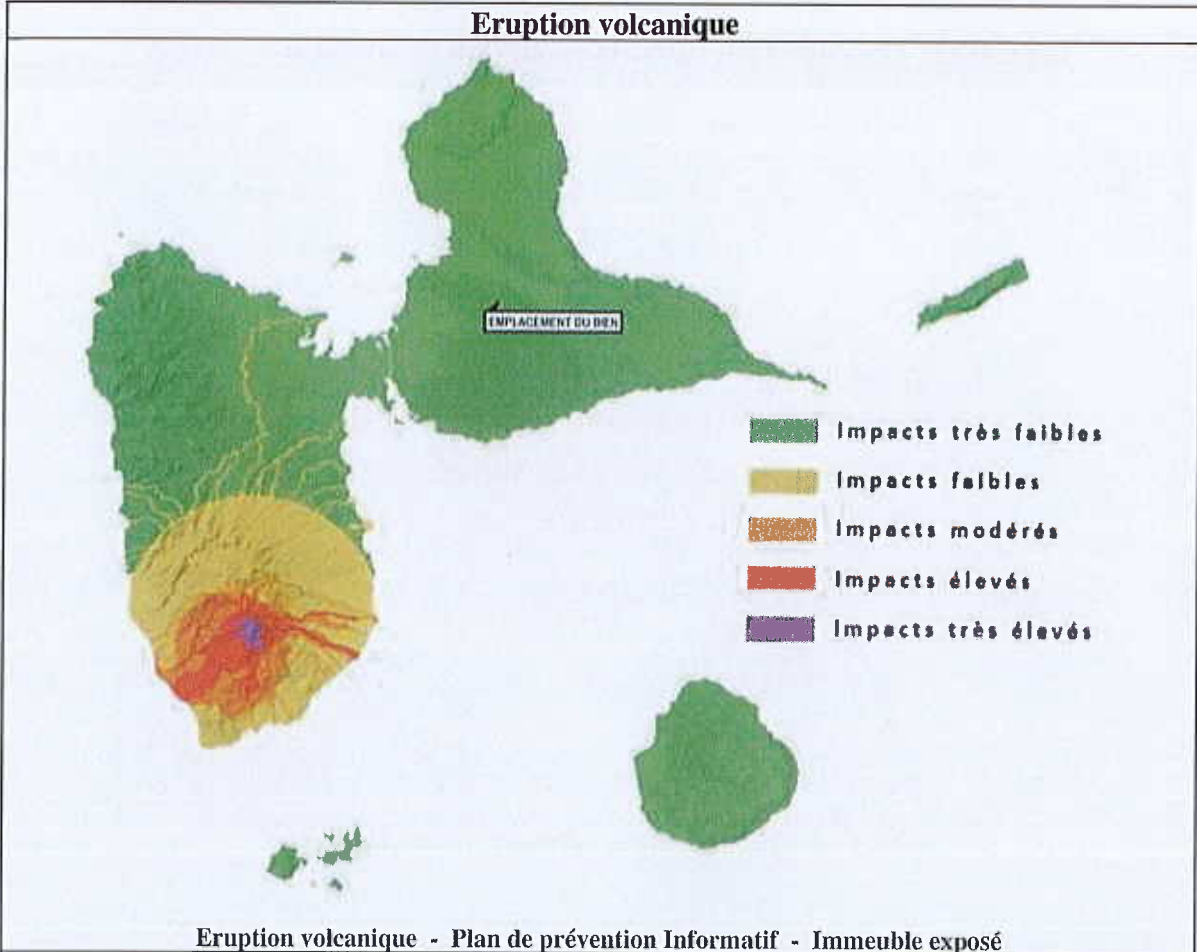 Eruption volcanique
EMPLACEMENT DU BIEN
Impacts très faibles
Impacts faibles
Impacts modérés
Impacts élevés
Impacts très élevés
Eruption volcanique - Plan de prévention Informatif - Immeuble exposé